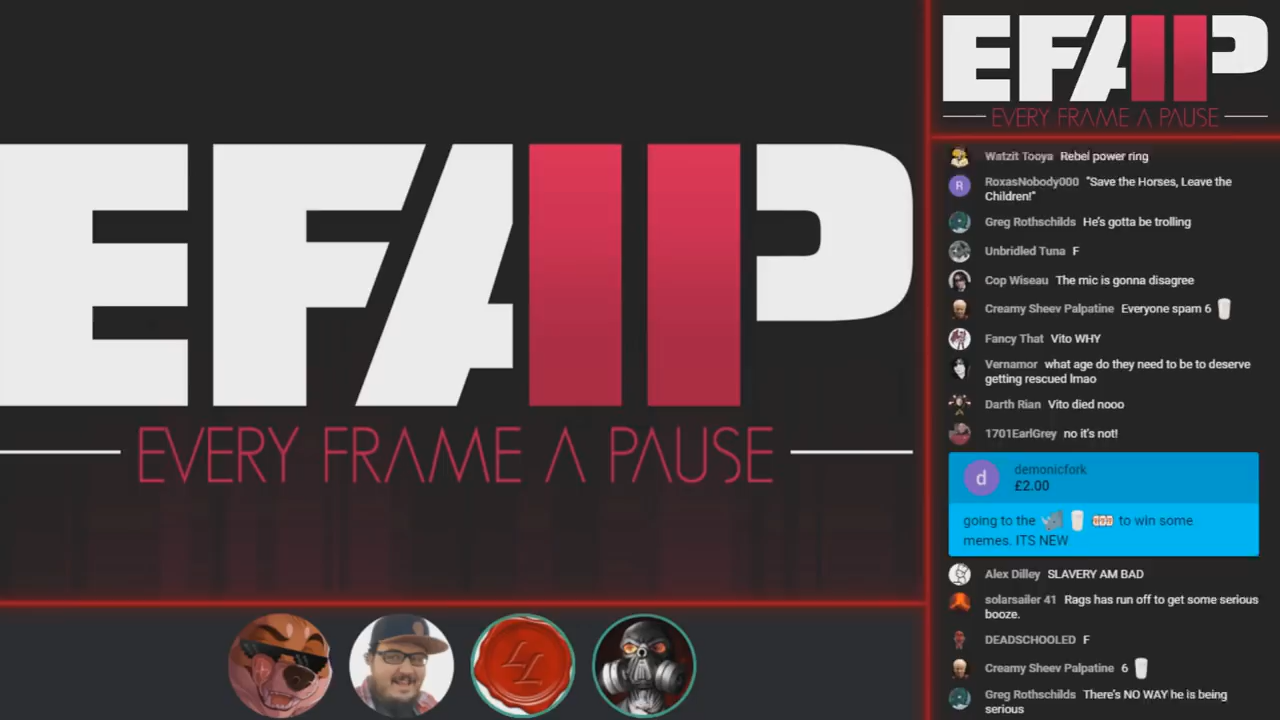 EFAP
EVERY FRAME A PAUSE
EFAP
EVERY FRAME A PAUSE
Watzit Tooya Rebel power ring
R
RoxasNobody000 "Save the Horses, Leave the
Children!"
Greg Rothschilds He's gotta be trolling
Unbridled Tuna F
Cop Wiseau The mic is gonna disagree
Creamy Sheev Palpatine Everyone spam 6 🥛
Fancy That Vito WHY
Vernamor what age do they need to be to deserve
getting rescued lmao
Darth Rian Vito died nooo
1701EarlGrey no it's not!
d
demonicfork
£2.00
going to the 🦏 🥛 🎰 to win some
memes. ITS NEW
Alex Dilley SLAVERY AM BAD
solarsailer 41 Rags has run off to get some serious
booze.
DEADSCHOOLED F
Creamy Sheev Palpatine 6 🥛
Greg Rothschilds There's NO WAY he is being
serious
LL